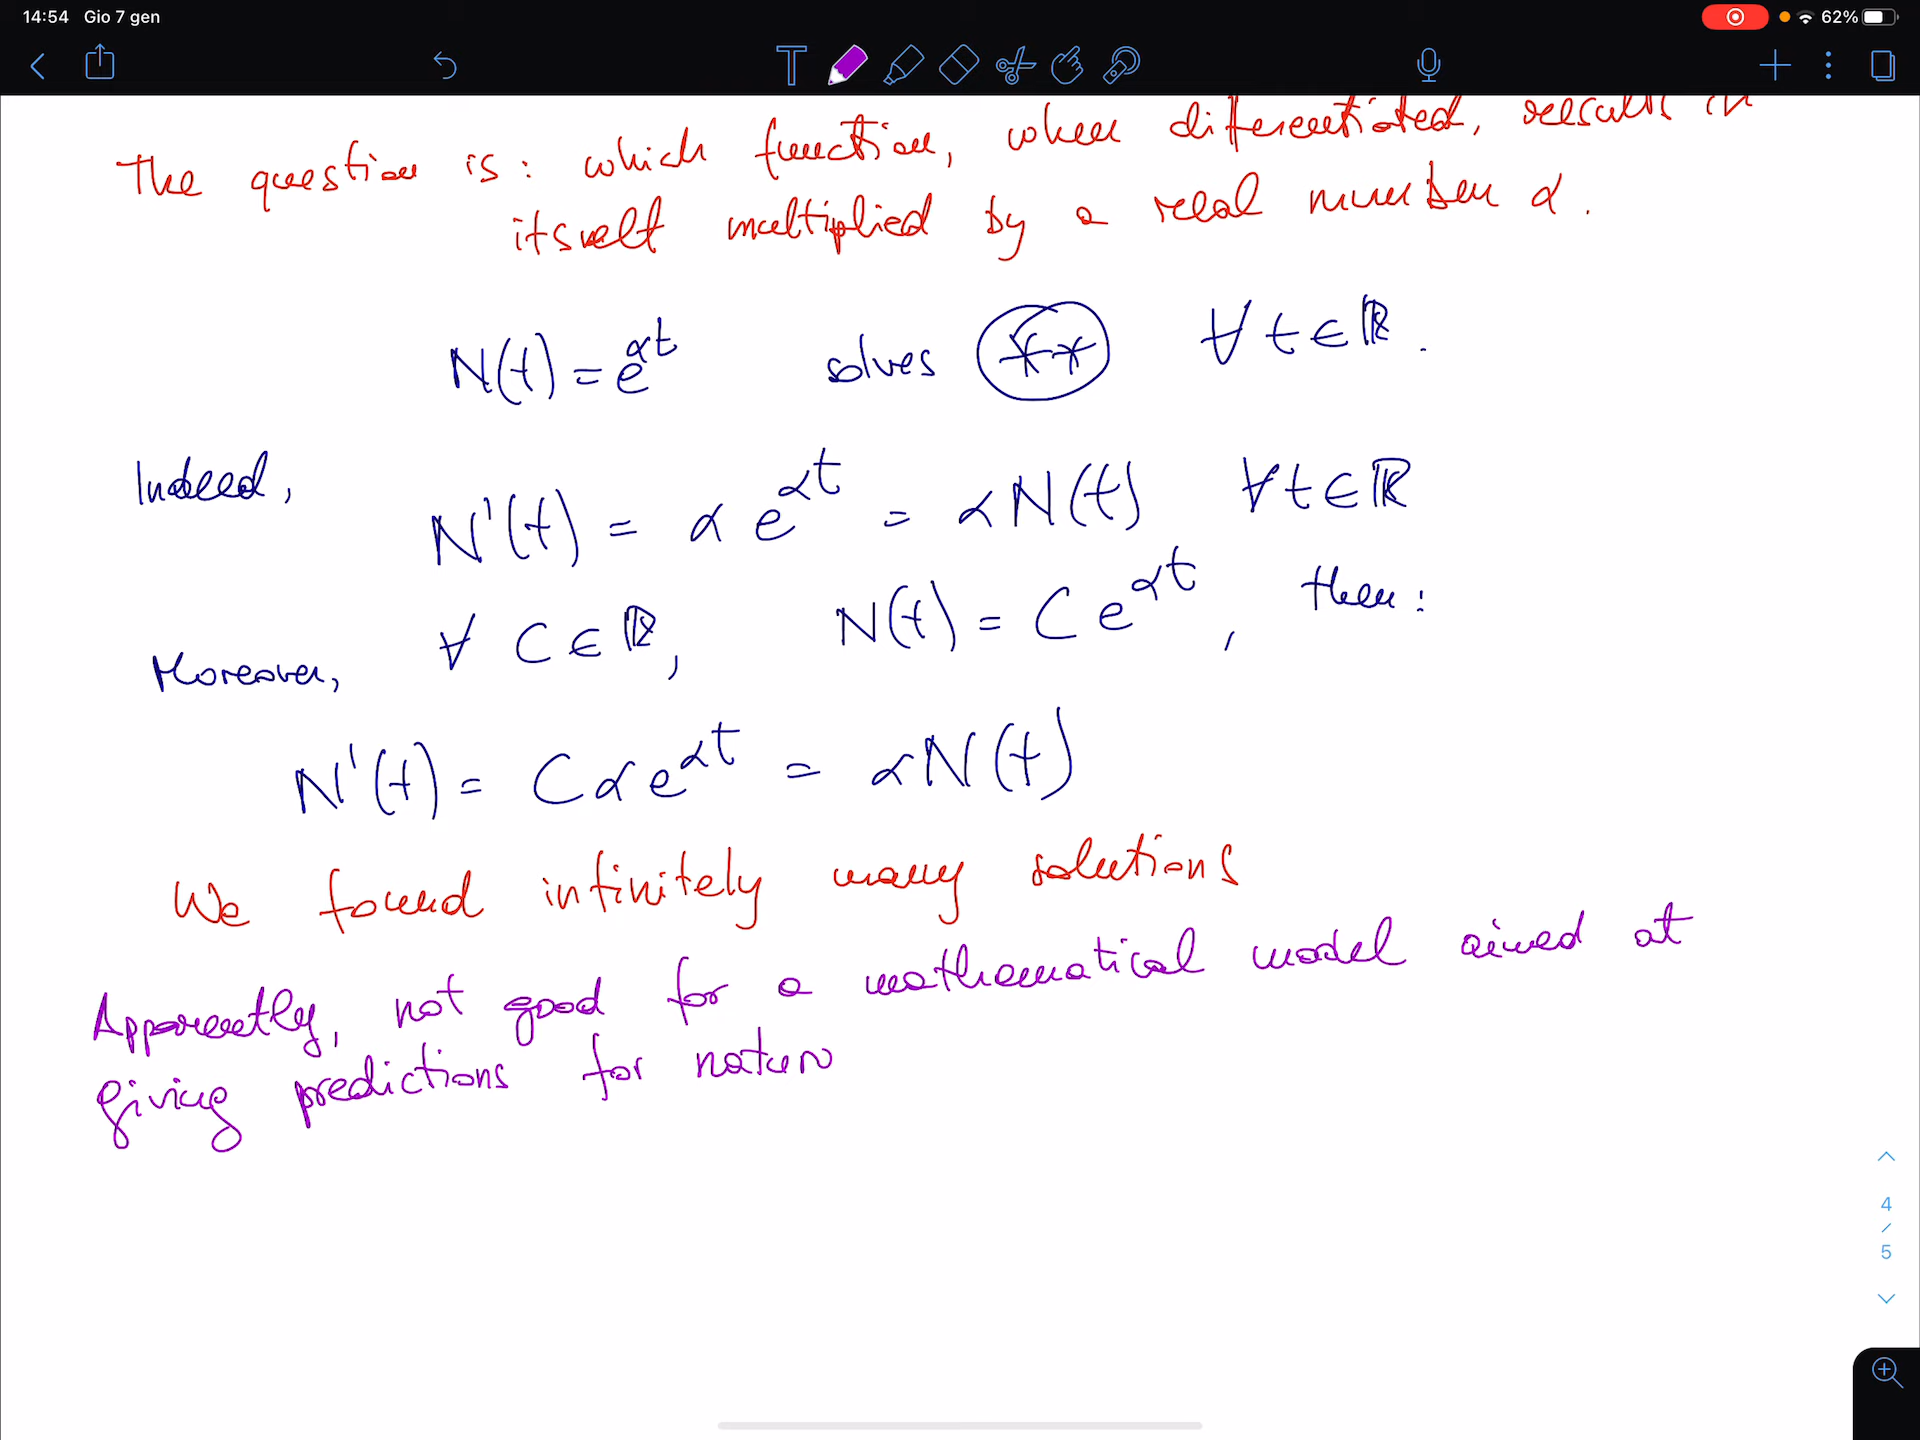 14:54 Gio 7 gen 62%
The question is: which function, when differentiated, results in
itself multiplied by a real number α.
N(t) = e^{αt} solves ** ∀ t ∈ ℝ.
Indeed,
N'(t) = α e^{αt} = α N(t) ∀ t ∈ ℝ
Moreover, ∀ C ∈ ℝ, N(t) = C e^{αt}, then:
N'(t) = C α e^{αt} = α N(t)
We found infinitely many solutions
Apparently, not good for a mathematical model aimed at
giving predictions for nature
4
/
5